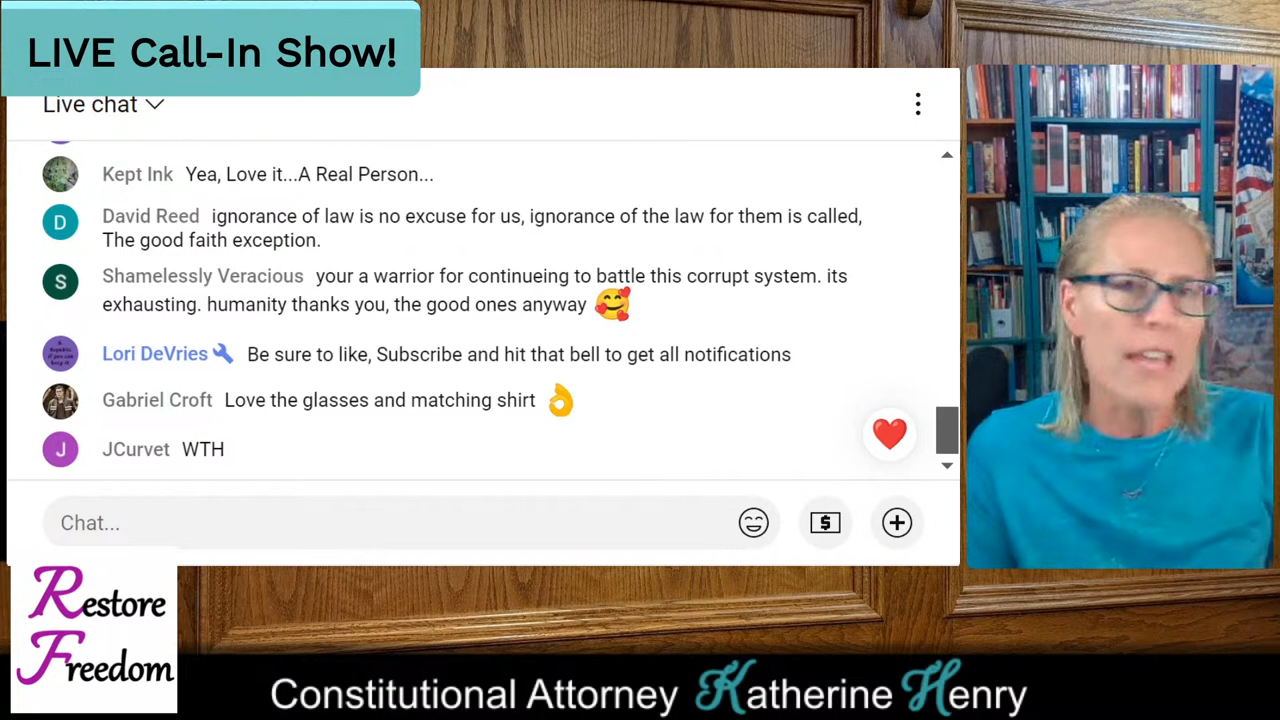 LIVE Call-In Show!
Live chat
Kept Ink Yea, Love it...A Real Person...
David Reed ignorance of law is no excuse for us, ignorance of the law for them is called,
The good faith exception.
Shamelessly Veracious your a warrior for continueing to battle this corrupt system. its
exhausting. humanity thanks you, the good ones anyway 🥰
Lori DeVries Be sure to like, Subscribe and hit that bell to get all notifications
Gabriel Croft Love the glasses and matching shirt 👌
JCurvet WTH
Chat...
Restore
Freedom
Constitutional Attorney Katherine Henry